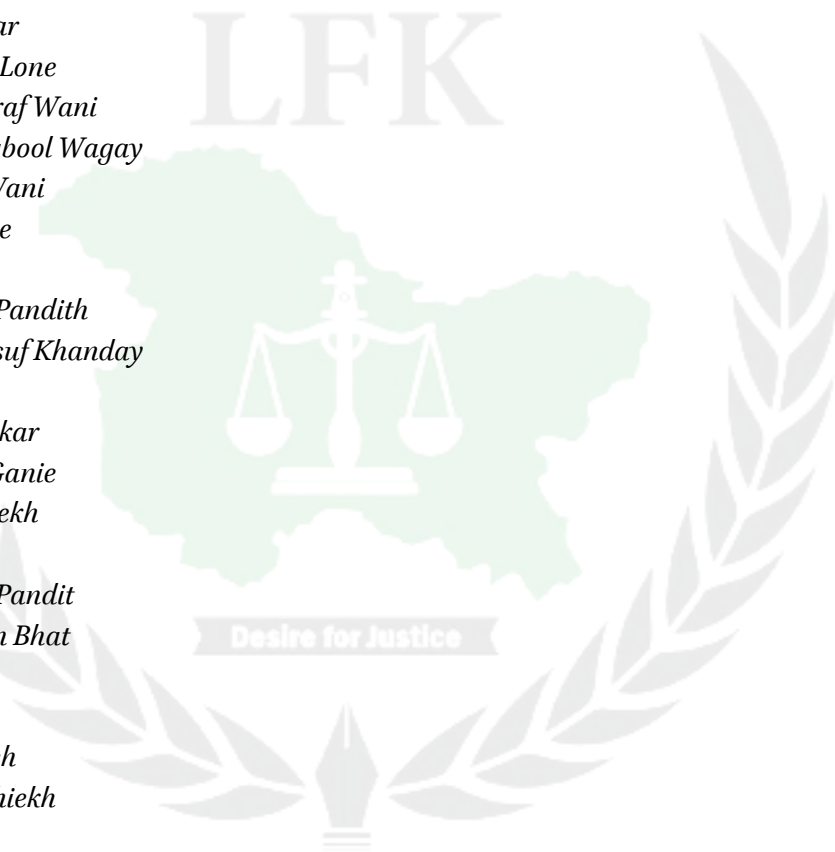 LFK
ar
Lone
raf Wani
bool Wagay
Vani
e
Pandith
suf Khanday
kar
Ganie
ekh
Pandit
n Bhat
Desire for Justice
h
hiekh